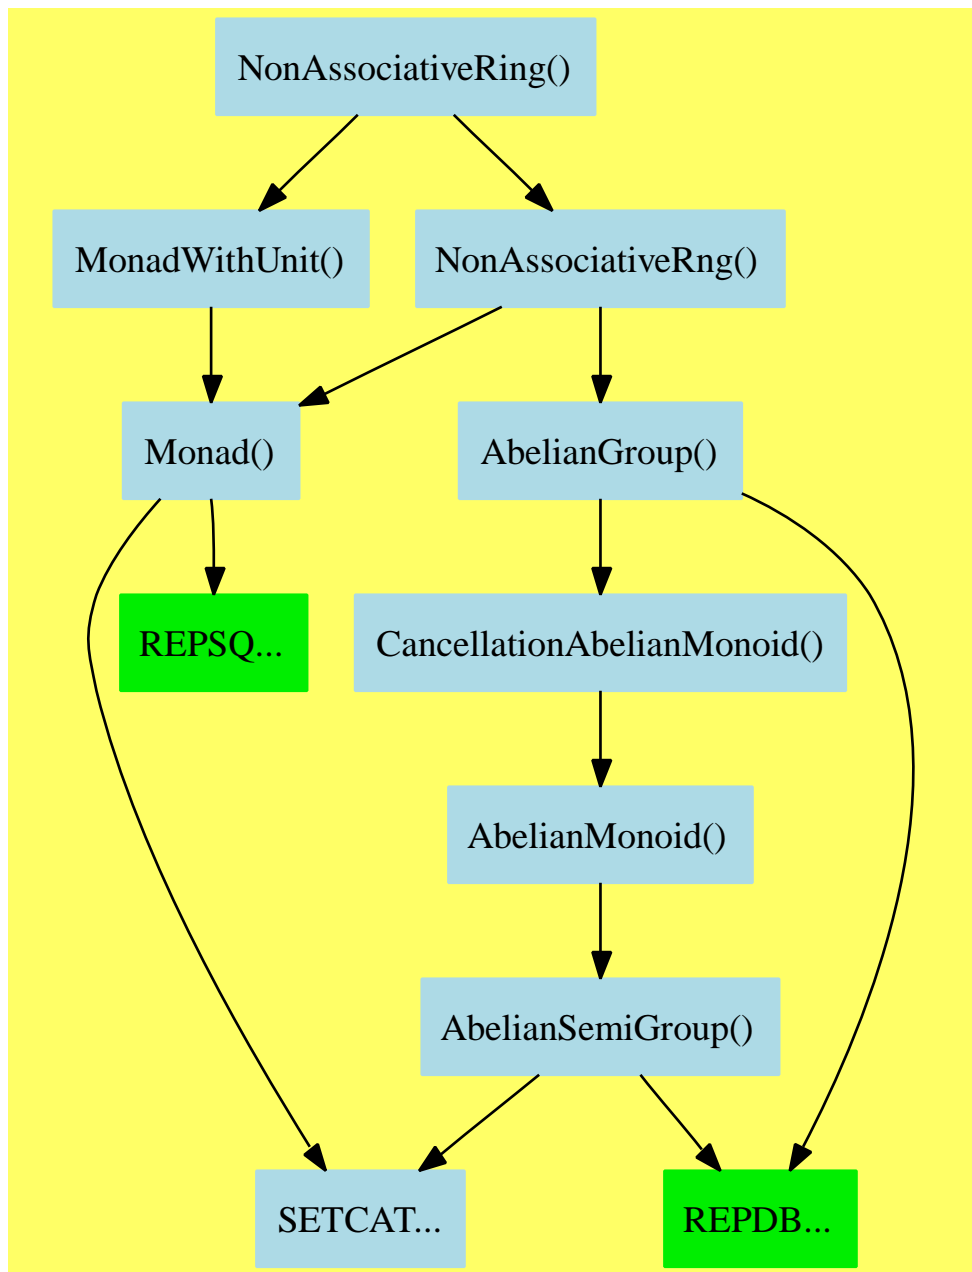 NonAssociativeRing()
MonadWithUnit()
NonAssociativeRng()
Monad()
AbelianGroup()
REPSQ...
CancellationAbelianMonoid()
AbelianMonoid()
AbelianSemiGroup()
SETCAT...
REPDB...